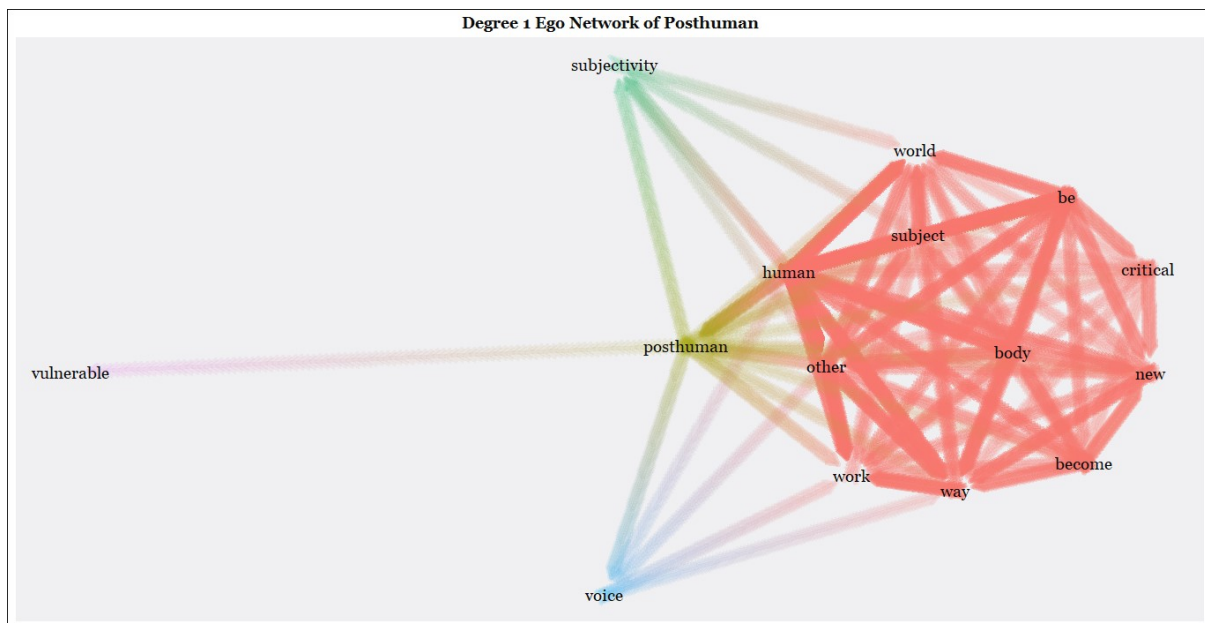 Degree 1 Ego Network of Posthuman
subjectivity
world
be
subject
critical
human
posthuman
other
body
vulnerable
new
become
work
way
voice